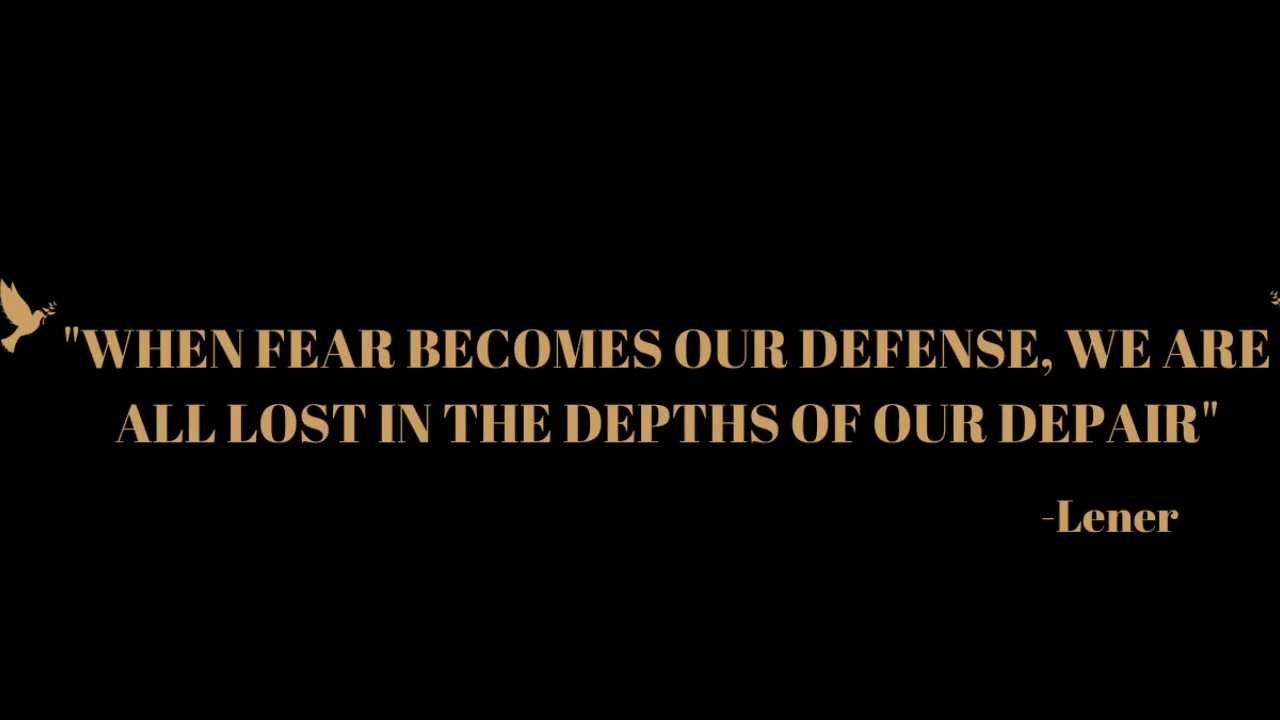 "WHEN FEAR BECOMES OUR DEFENSE, WE ARE
ALL LOST IN THE DEPTHS OF OUR DEPAIR"
-Lener